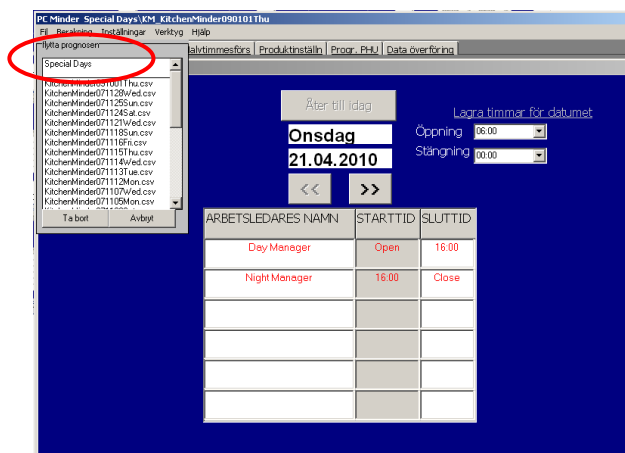 PC Minder Special Days\KM_KitchenMinder090101Thu
Fil Beräkning Inställningar Verktyg Hjälp
flytta prognosen
alvtimmesförs Produktinställn Progr. PHU Data överföring
Special Days
KitchenMinder091001Thu.csv
KitchenMinder071128Wed.csv
KitchenMinder071125Sun.csv
KitchenMinder071124Sat.csv
KitchenMinder071121Wed.csv
KitchenMinder071118Sun.csv
KitchenMinder071116Fri.csv
KitchenMinder071115Thu.csv
KitchenMinder071114Wed.csv
KitchenMinder071113Tue.csv
KitchenMinder071112Mon.csv
KitchenMinder071107Wed.csv
KitchenMinder071105Mon.csv
Ta bort Avbryt
Åter till idag
Onsdag
21.04.2010
<< >>
Lagra timmar för datumet
Öppning 06:00
Stängning 00:00
ARBETSLEDARES NAMN STARTTID SLUTTID
Day Manager Open 16:00
Night Manager 16:00 Close